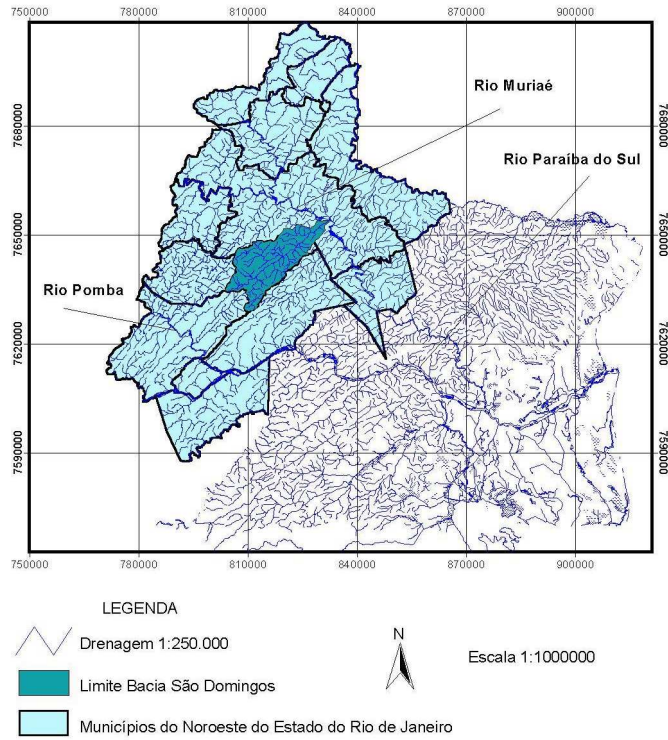 750000 780000 810000 840000 870000 900000
7680000 7680000
7650000 7650000
7620000 7620000
7590000 7590000
Rio Muriaé
Rio Paraíba do Sul
Rio Pomba
750000 780000 810000 840000 870000 900000
LEGENDA
Drenagem 1:250.000
Limite Bacia São Domingos
Municípios do Noroeste do Estado do Rio de Janeiro
N
Escala 1:1000000